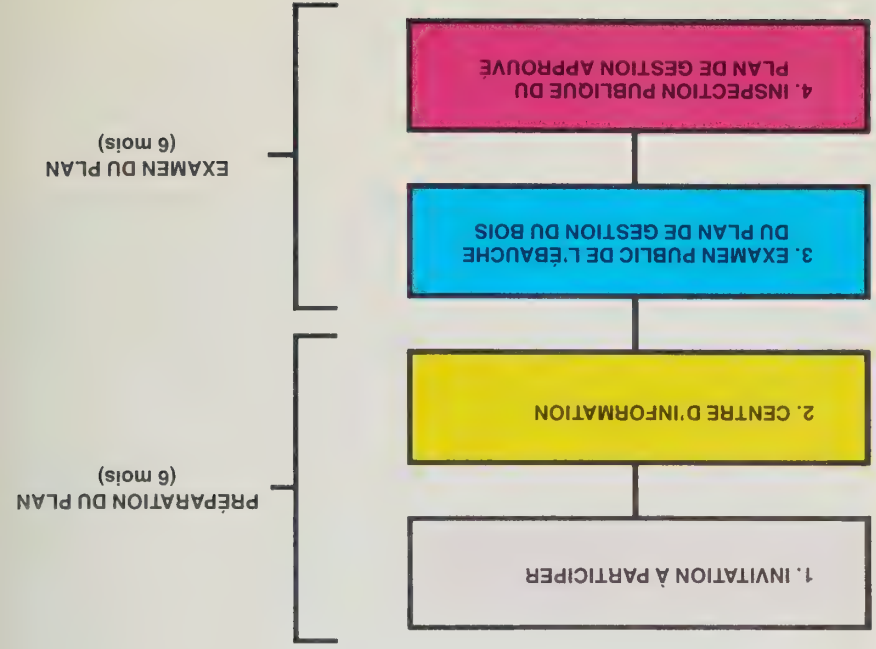 1. INVITATION À PARTICIPER
2. CENTRE D'INFORMATION
PRÉPARATION DU PLAN
(6 mois)
3. EXAMEN PUBLIC DE L'ÉBAUCHE
DU PLAN DE GESTION DU BOIS
4. INSPECTION PUBLIQUE DU
PLAN DE GESTION APPROUVÉ
EXAMEN DU PLAN
(6 mois)